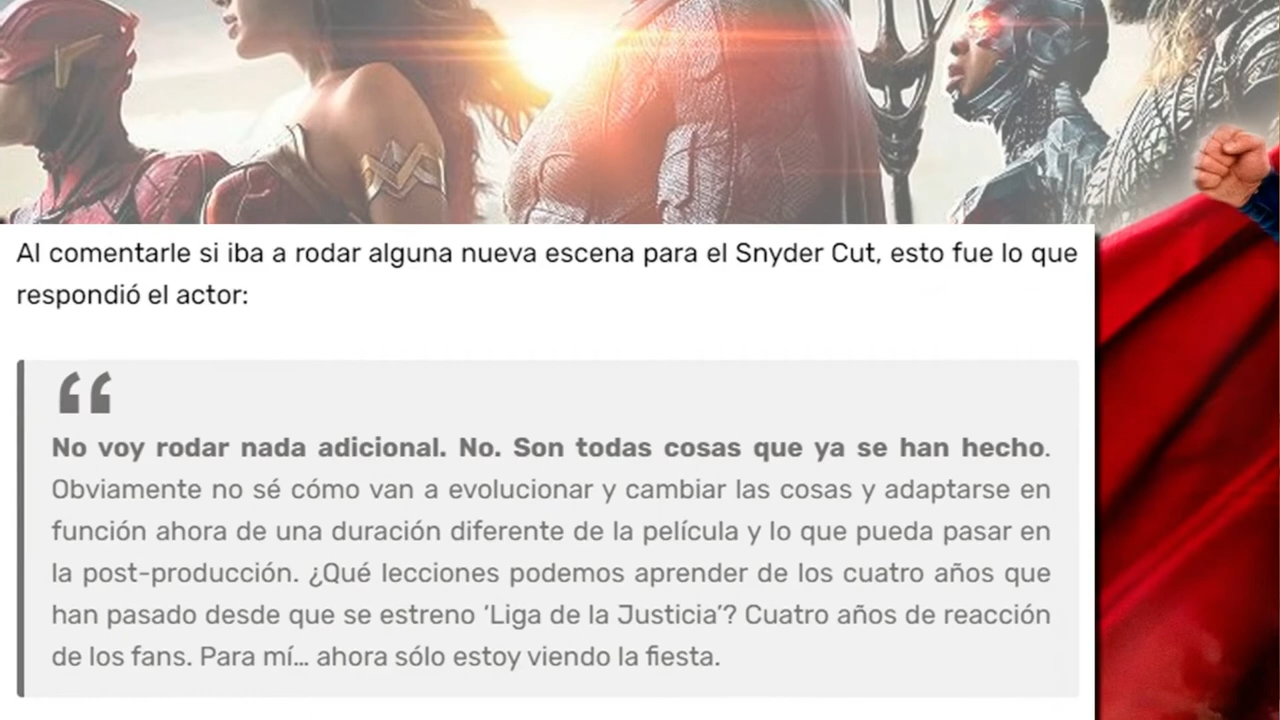 Al comentarle si iba a rodar alguna nueva escena para el Snyder Cut, esto fue lo que
respondió el actor:
“
No voy rodar nada adicional. No. Son todas cosas que ya se han hecho.
Obviamente no sé cómo van a evolucionar y cambiar las cosas y adaptarse en
función ahora de una duración diferente de la película y lo que pueda pasar en
la post-producción. ¿Qué lecciones podemos aprender de los cuatro años que
han pasado desde que se estreno ‘Liga de la Justicia’? Cuatro años de reacción
de los fans. Para mí… ahora sólo estoy viendo la fiesta.